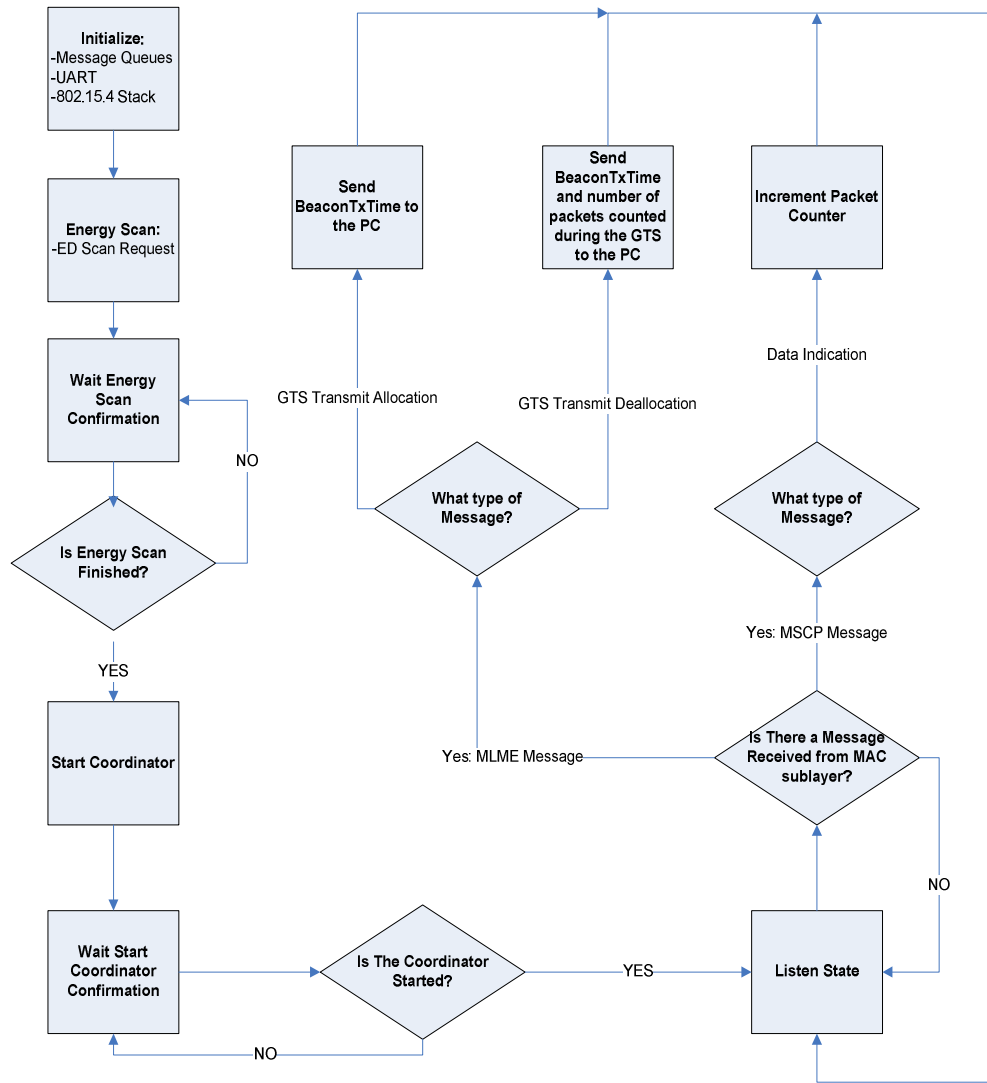 Initialize:
-Message Queues
-UART
-802.15.4 Stack
Energy Scan:
-ED Scan Request
Wait Energy
Scan
Confirmation
NO
Is Energy Scan
Finished?
YES
Start Coordinator
Wait Start
Coordinator
Confirmation
Is The Coordinator
Started?
NO
YES
Listen State
NO
Is There a Message
Received from MAC
sublayer?
Yes: MLME Message
Yes: MSCP Message
What type of
Message?
What type of
Message?
GTS Transmit Allocation
GTS Transmit Deallocation
Data Indication
Send
BeaconTxTime to
the PC
Send
BeaconTxTime
and number of
packets counted
during the GTS
to the PC
Increment Packet
Counter